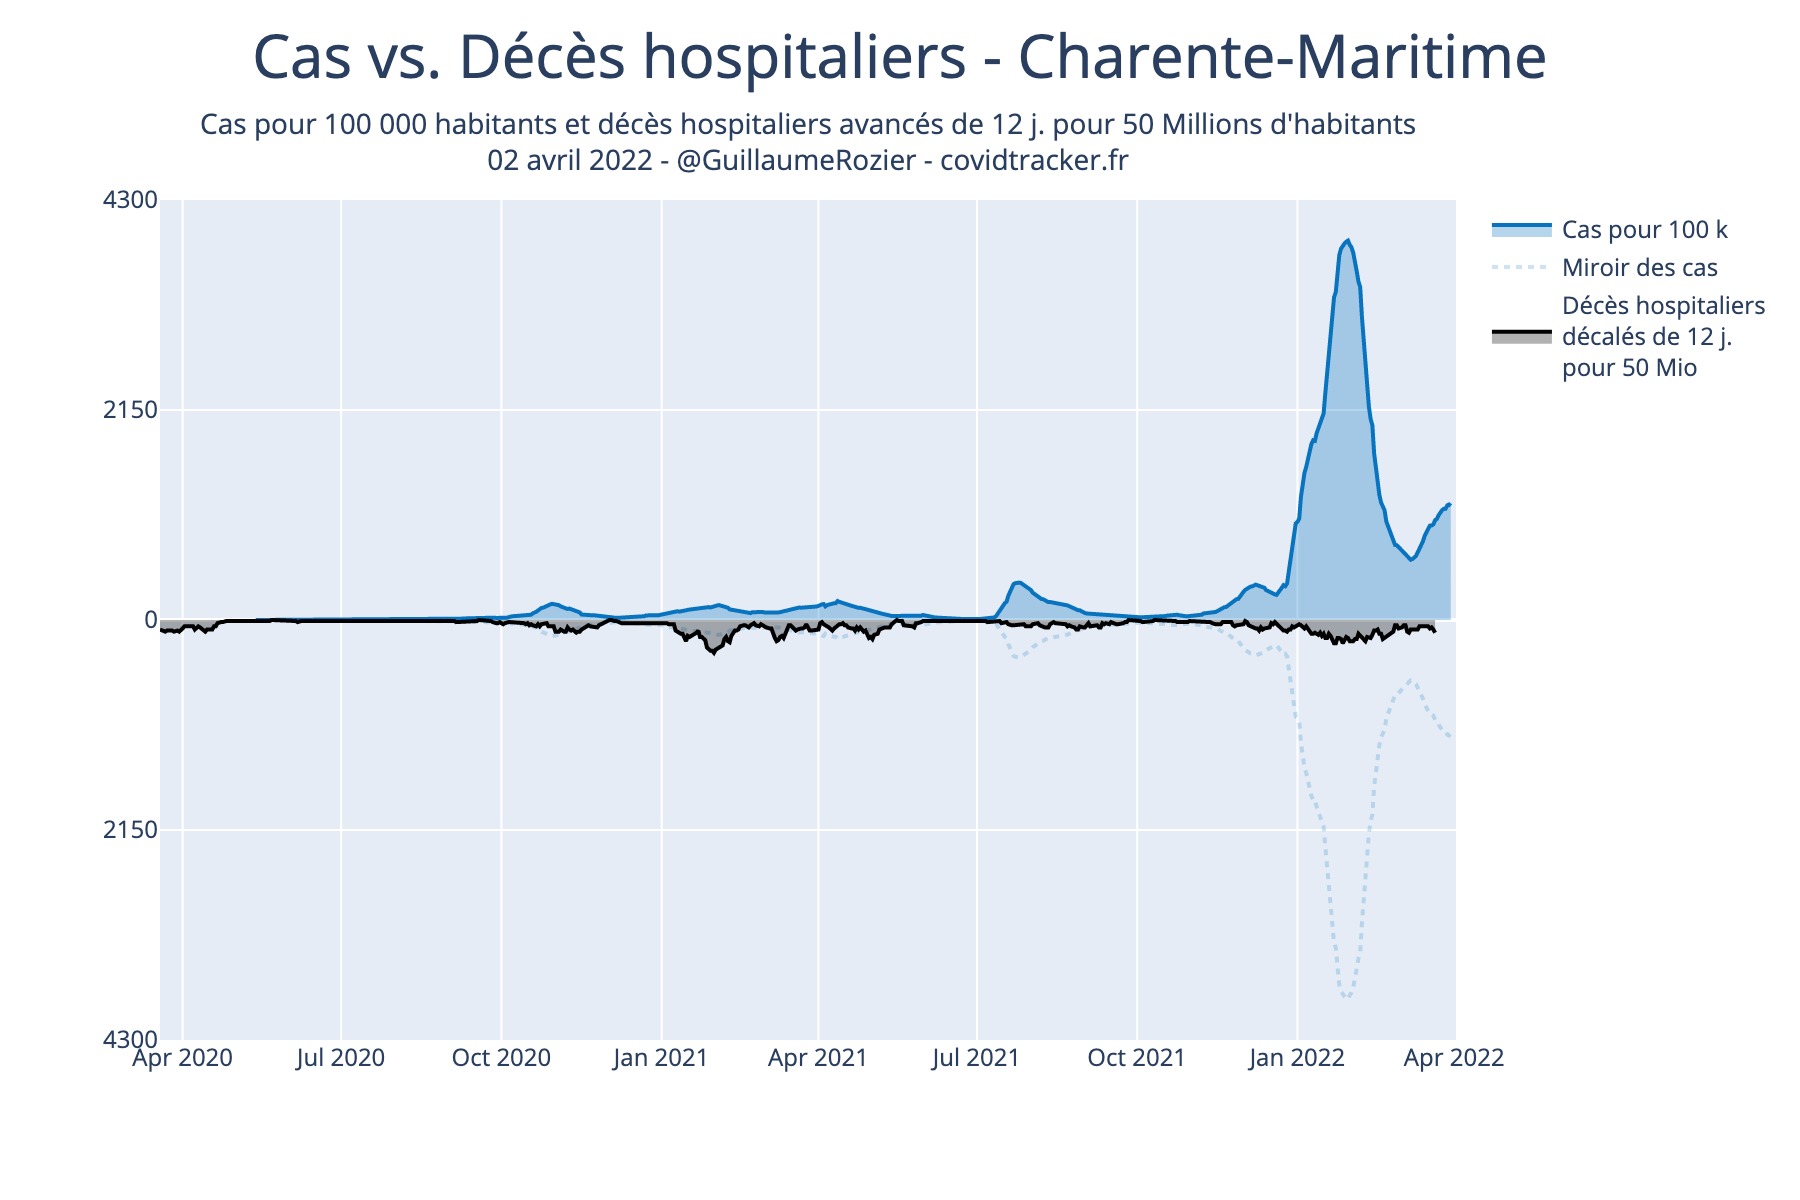 Cas vs. Décès hospitaliers - Charente-Maritime
Cas pour 100 000 habitants et décès hospitaliers avancés de 12 j. pour 50 Millions d'habitants
02 avril 2022 - @GuillaumeRozier - covidtracker.fr
4300
2150
0
2150
4300
Apr 2020 Jul 2020 Oct 2020 Jan 2021 Apr 2021 Jul 2021 Oct 2021 Jan 2022 Apr 2022
Cas pour 100 k
Miroir des cas
Décès hospitaliers
décalés de 12 j.
pour 50 Mio